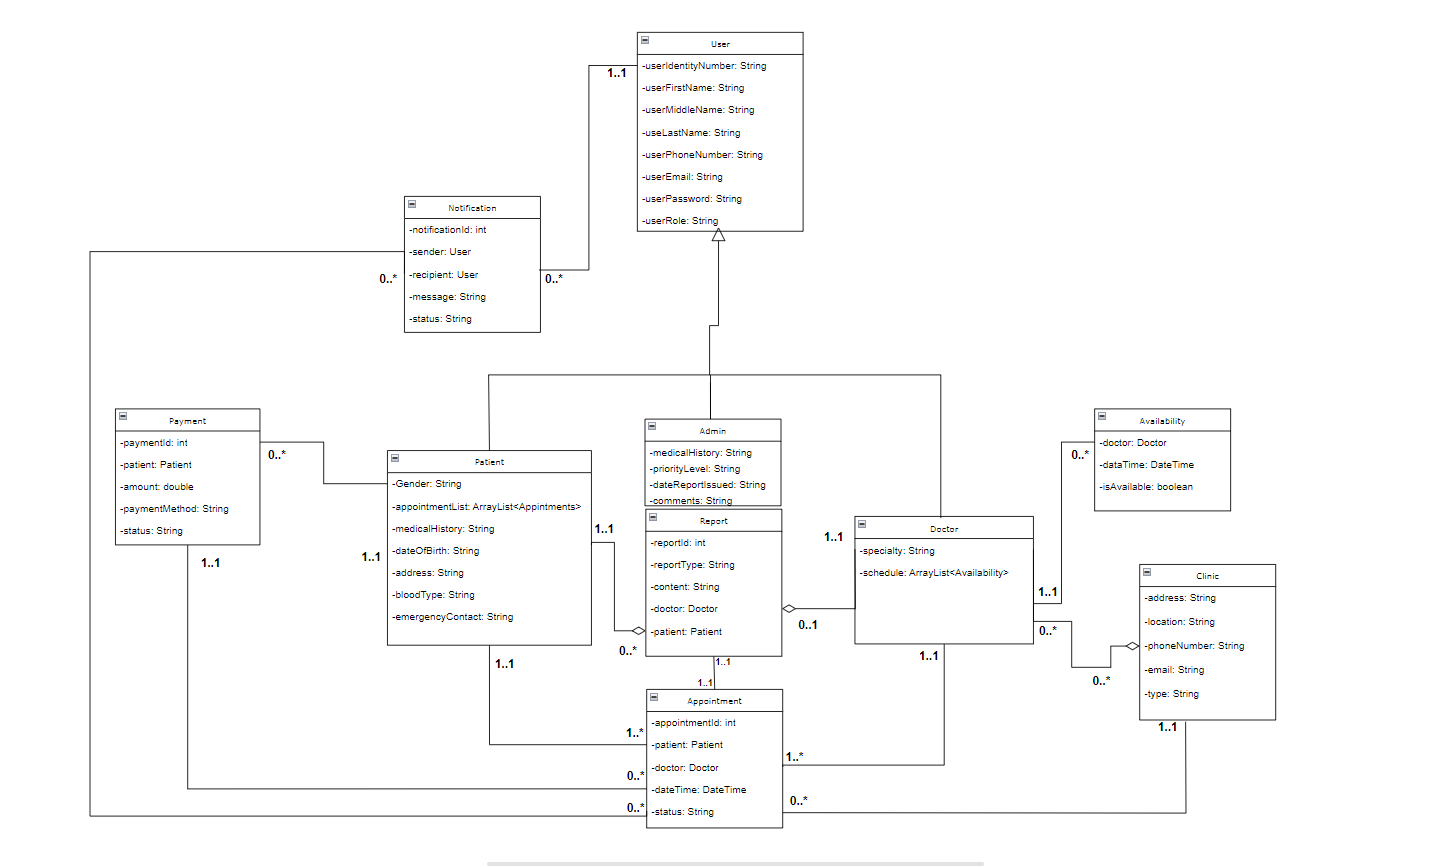 User
-userIdentityNumber: String
1..1
-userFirstName: String
-userMiddleName: String
-useLastName: String
-userPhoneNumber: String
-userEmail: String
-userPassword: String
-userRole: String
Notification
-notificationId: int
-sender: User
-recipient: User
-message: String
-status: String
0..*
0..*
Payment
-paymentId: int
-patient: Patient
-amount: double
-paymentMethod: String
-status: String
0..*
1..1
Patient
-Gender: String
-appointmentList: ArrayList<Appintments>
-medicalHistory: String
-dateOfBirth: String
-address: String
-bloodType: String
-emergencyContact: String
1..1
1..1
1..1
Admin
-medicalHistory: String
-priorityLevel: String
-dateReportIssued: String
-comments: String
Report
-reportId: int
-reportType: String
-content: String
-doctor: Doctor
-patient: Patient
0..*
0..1
1..1
1..1
Doctor
-specialty: String
-schedule: ArrayList<Availability>
1..1
1..1
0..*
1..1
Availability
-doctor: Doctor
-dataTime: DateTime
-isAvailable: boolean
0..*
Clinic
-address: String
-location: String
-phoneNumber: String
-email: String
-type: String
0..*
1..1
Appointment
-appointmentId: int
-patient: Patient
-doctor: Doctor
-dateTime: DateTime
-status: String
1..*
0..*
0..*
1..*
0..*